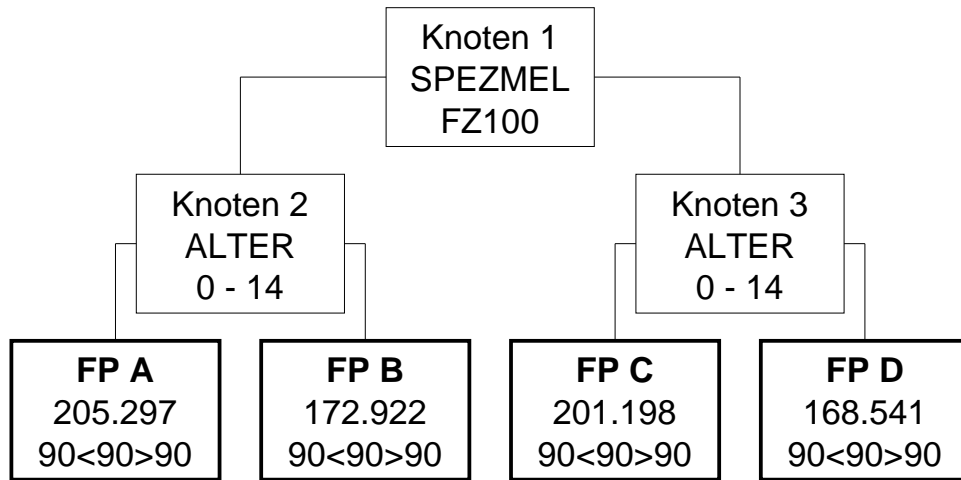 Knoten 1
SPEZMEL
FZ100
Knoten 2
ALTER
0 - 14
Knoten 3
ALTER
0 - 14
FP A
205.297
90<90>90
FP B
172.922
90<90>90
FP C
201.198
90<90>90
FP D
168.541
90<90>90